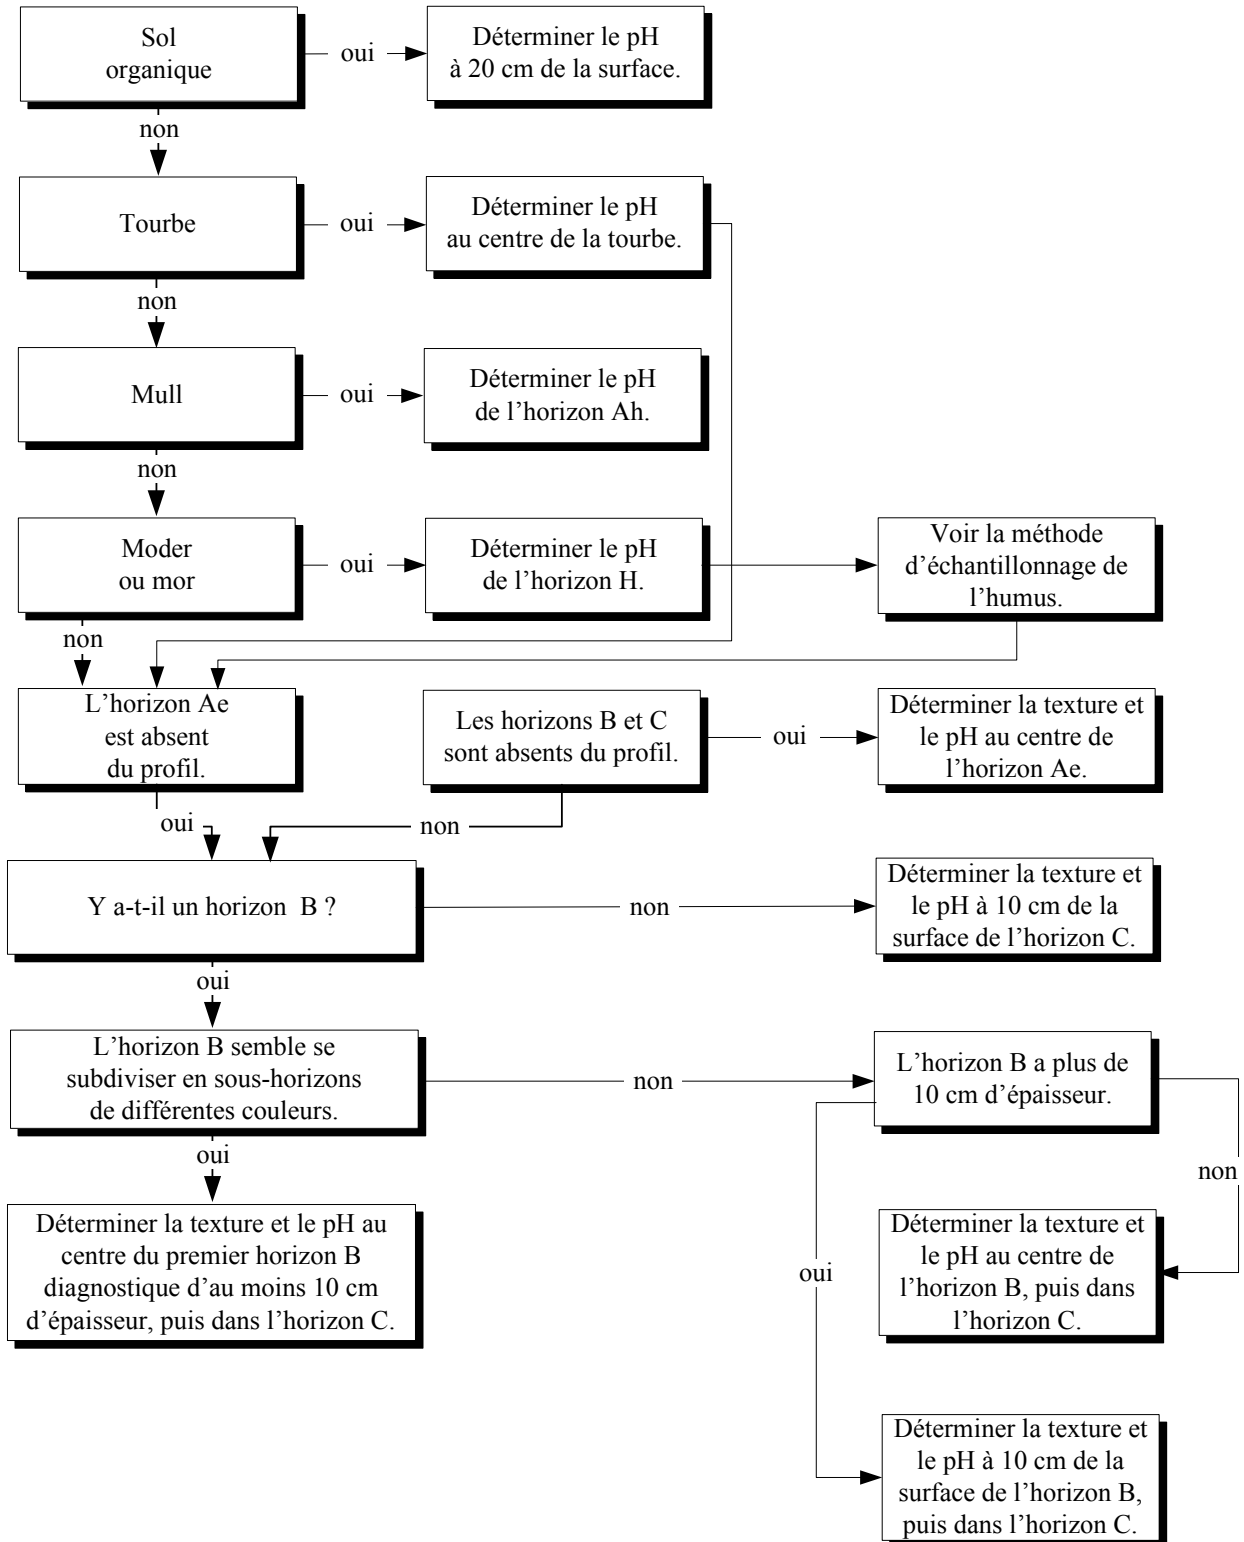 Sol
organique
oui
Déterminer le pH
à 20 cm de la surface.
non
Tourbe
oui
Déterminer le pH
au centre de la tourbe.
non
Mull
oui
Déterminer le pH
de l’horizon Ah.
non
Moder
ou mor
oui
Déterminer le pH
de l’horizon H.
Voir la méthode
d'échantillonnage de
l’humus.
non
L’horizon Ae
est absent
du profil.
Les horizons B et C
sont absents du profil.
oui
Déterminer la texture et
le pH au centre de
l’horizon Ae.
oui
non
Y a-t-il un horizon B ?
non
Déterminer la texture et
le pH à 10 cm de la
surface de l’horizon C.
oui
L’horizon B semble se
subdiviser en sous-horizons
de différentes couleurs.
non
L’horizon B a plus de
10 cm d’épaisseur.
oui
non
Déterminer la texture et le pH au
centre du premier horizon B
diagnostique d’au moins 10 cm
d’épaisseur, puis dans l’horizon C.
oui
Déterminer la texture et
le pH au centre de
l’horizon B, puis dans
l’horizon C.
Déterminer la texture et
le pH à 10 cm de la
surface de l’horizon B,
puis dans l’horizon C.